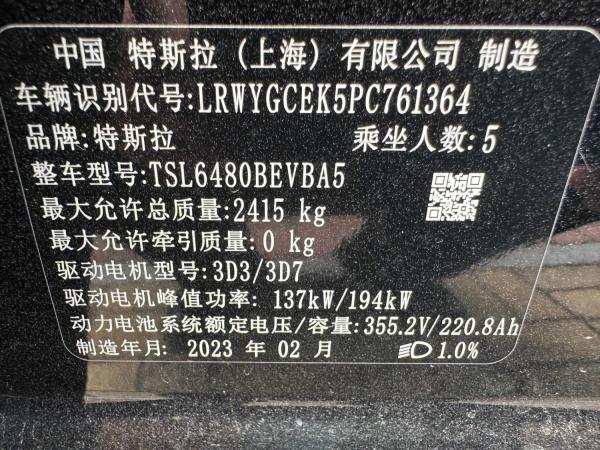 中国 特斯拉（上海）有限公司 制造
车辆识别代号:LRWYGCEK5PC761364
品牌:特斯拉 乘坐人数:5
整车型号:TSL6480BEVBA5
最大允许总质量:2415 kg
最大允许牵引质量:0 kg
驱动电机型号:3D3/3D7
驱动电机峰值功率: 137kW/194kW
动力电池系统额定电压/容量:355.2V/220.8Ah
制造年月: 2023 年 02 月 1.0%